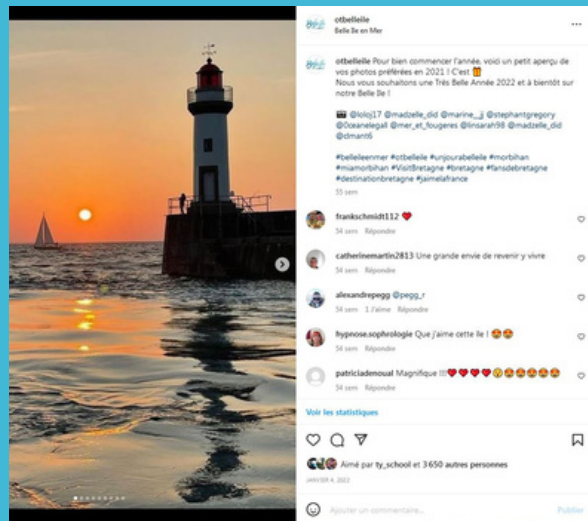 otbelleile
Belle Ile en Mer
otbelleile Pour bien commencer l'année, voici un petit aperçu de
vos photos préférées en 2021 ! C'est
Nous vous souhaitons une Très Belle Année 2022 et à bientôt sur
notre Belle Ile !
@loloj17 @madzelle_did @marine__jj @stephantgregory
@0ceanelegall @mer_et_fougeres @linsarah98 @madzelle_did
@clmant6
#belleileenmer #otbelleile #unjourabelleile #morbihan
#miamorbihan #VisitBretagne #bretagne #fansdebretagne
#destinationbretagne #jaimelafrance
55 sem
frankschmidt112 ❤
54 sem Répondre
catherinemartin2813 Une grande envie de revenir y vivre
54 sem Répondre
alexandrepegg @pegg_r
54 sem 1 J'aime Répondre
hypnose.sophrologie Que j'aime cette Ile ! 😍😍
54 sem Répondre
patriciadenoual Magnifique !!!❤❤❤❤😯😍😍😍😍😍
54 sem Répondre
Voir les statistiques
Aimé par ty_school et 3 650 autres personnes
JANVIER 4, 2022
Ajouter un commentaire... Publier